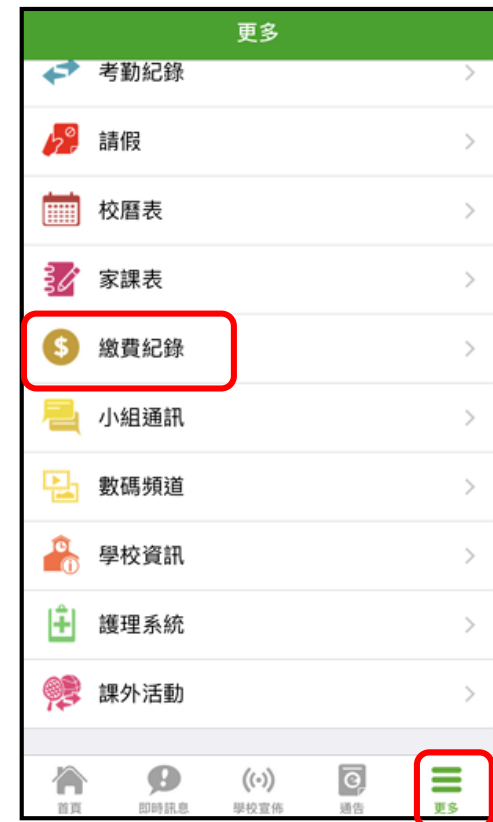 更多
考勤紀錄
請假
校曆表
家課表
繳費紀錄
小組通訊
數碼頻道
學校資訊
護理系統
課外活動
首頁
即時訊息
學校宣佈
通告
更多